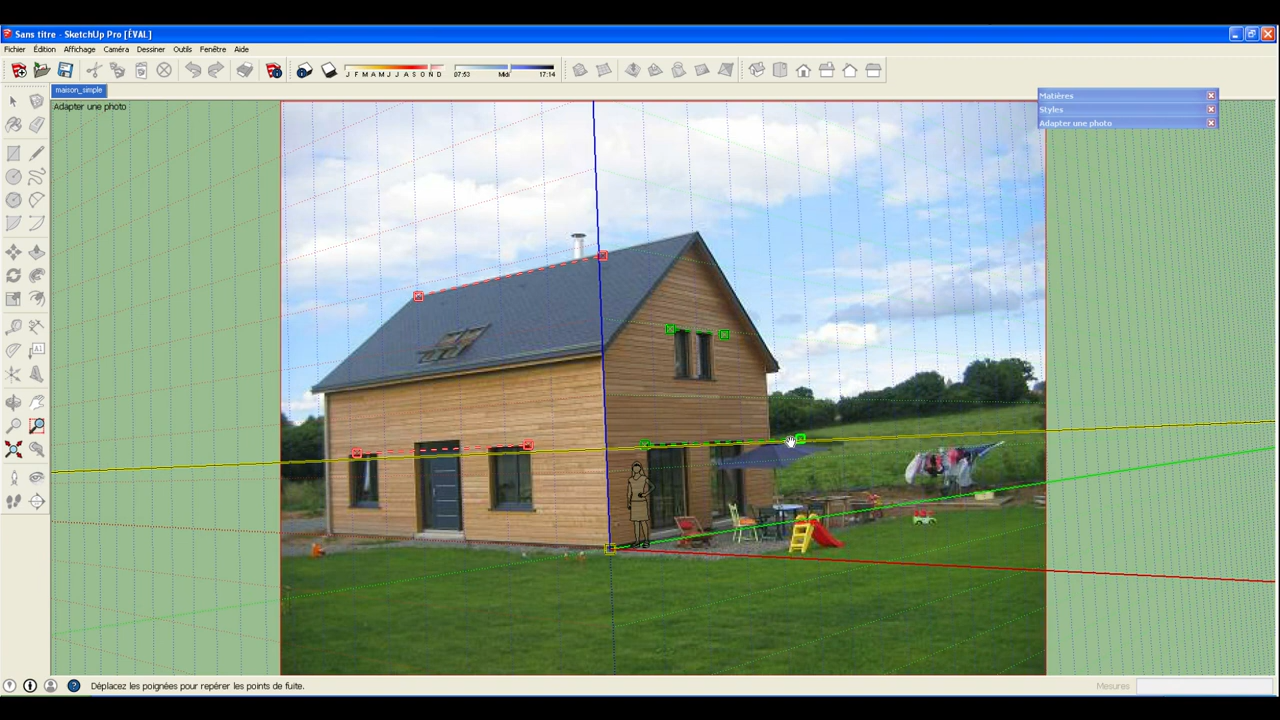 Sans titre - SketchUp Pro [ÉVAL]
Fichier Édition Affichage Caméra Dessiner Outils Fenêtre Aide
J F M A M J J A S O N D 07:53 Midi 17:14
maison_simple
Adapter une photo
Matières
Styles
Adapter une photo
Déplacez les poignées pour repérer les points de fuite.
Mesures